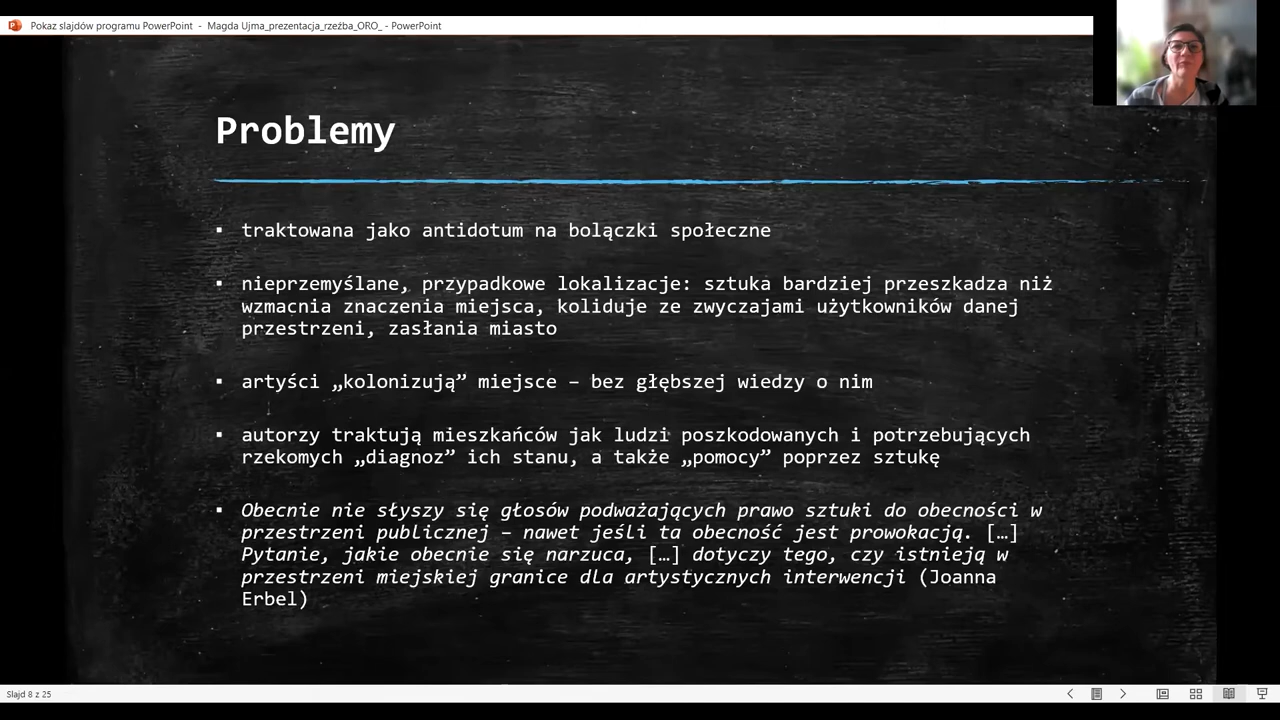 Pokaz slajdów programu PowerPoint - Magda Ujma_prezentacja_rzeźba_ORO_ - PowerPoint
Problemy
▪ traktowana jako antidotum na bolączki społeczne
▪ nieprzemyślane, przypadkowe lokalizacje: sztuka bardziej przeszkadza niż
wzmacnia znaczenia miejsca, koliduje ze zwyczajami użytkowników danej
przestrzeni, zasłania miasto
▪ artyści „kolonizują” miejsce – bez głębszej wiedzy o nim
▪ autorzy traktują mieszkańców jak ludzi poszkodowanych i potrzebujących
rzekomych „diagnoz” ich stanu, a także „pomocy” poprzez sztukę
▪ Obecnie nie słyszy się głosów podważających prawo sztuki do obecności w
przestrzeni publicznej – nawet jeśli ta obecność jest prowokacją. […]
Pytanie, jakie obecnie się narzuca, […] dotyczy tego, czy istnieją w
przestrzeni miejskiej granice dla artystycznych interwencji (Joanna
Erbel)
Slajd 8 z 25